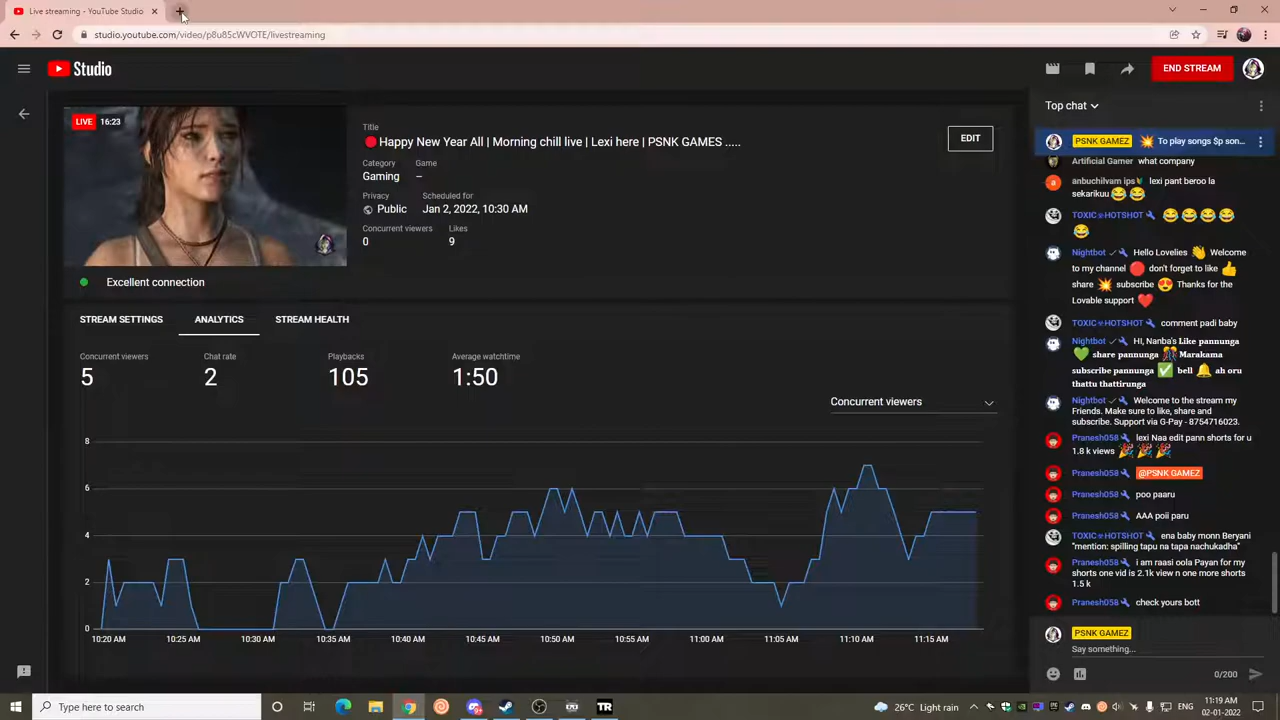 Live streaming - YouTube Studio
studio.youtube.com/video/p8u85cWVOTE/livestreaming
Studio
END STREAM
LIVE 16:23
Title
Happy New Year All | Morning chill live | Lexi here | PSNK GAMES .....
EDIT
Category Game
Gaming –
Privacy Scheduled for
Public Jan 2, 2022, 10:30 AM
Concurrent viewers Likes
0 9
Excellent connection
STREAM SETTINGS ANALYTICS STREAM HEALTH
Concurrent viewers Chat rate Playbacks Average watchtime
5 2 105 1:50
Concurrent viewers
8
6
4
2
0
10:20 AM 10:25 AM 10:30 AM 10:35 AM 10:40 AM 10:45 AM 10:50 AM 10:55 AM 11:00 AM 11:05 AM 11:10 AM 11:15 AM
Top chat
PSNK GAMEZ 💥 To play songs $p son...
Artificial Gamer what company
anbuchilvam ips lexi pant beroo la
sekarikuu 😂 😂
TOXIC☣HOTSHOT 😂 😂 😂 😂
😂
Nightbot Hello Lovelies 👋 Welcome
to my channel 🔴 don't forget to like 👍
share 💥 subscribe 😍 Thanks for the
Lovable support ❤️
TOXIC☣HOTSHOT comment padi baby
Nightbot HI, Nanba's Like pannunga
💚 share pannunga 🎊 Marakama
subscribe pannunga ✅ bell 🔔 ah oru
thattu thattirunga
Nightbot Welcome to the stream my
Friends. Make sure to like, share and
subscribe. Support via G-Pay - 8754716023.
Pranesh058 lexi Naa edit pann shorts for u
1.8 k views 🎉 🎉 🎉
Pranesh058 @PSNK GAMEZ
Pranesh058 poo paaru
Pranesh058 AAA poii paru
TOXIC☣HOTSHOT ena baby monn Beryani
"mention: spilling tapu na tapa nachukadha"
Pranesh058 i am raasi oola Payan for my
shorts one vid is 2.1k view n one more shorts
1.5 k
Pranesh058 check yours bott
PSNK GAMEZ
Say something...
0/200
Type here to search
TR
26°C Light rain
ENG
11:19 AM
02-01-2022